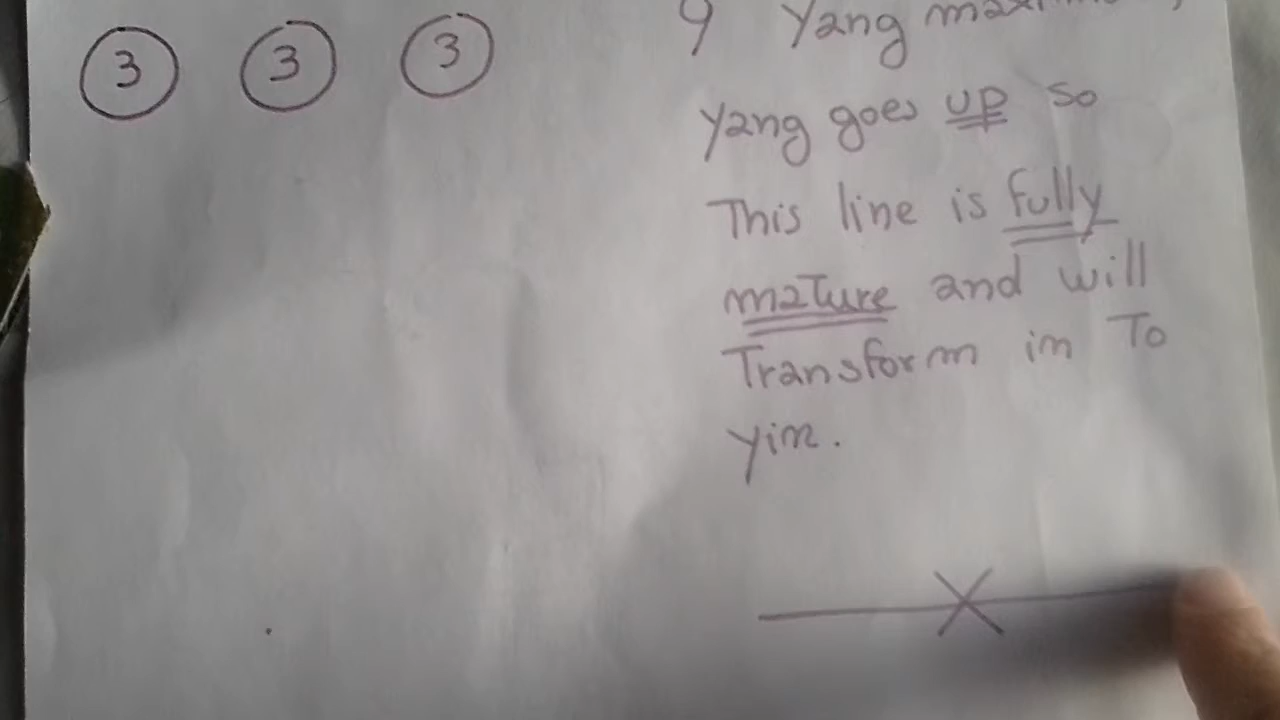 3 3 3
9 Yang
Yang goes up so
This line is fully
mature and will
Transform in To
yin.